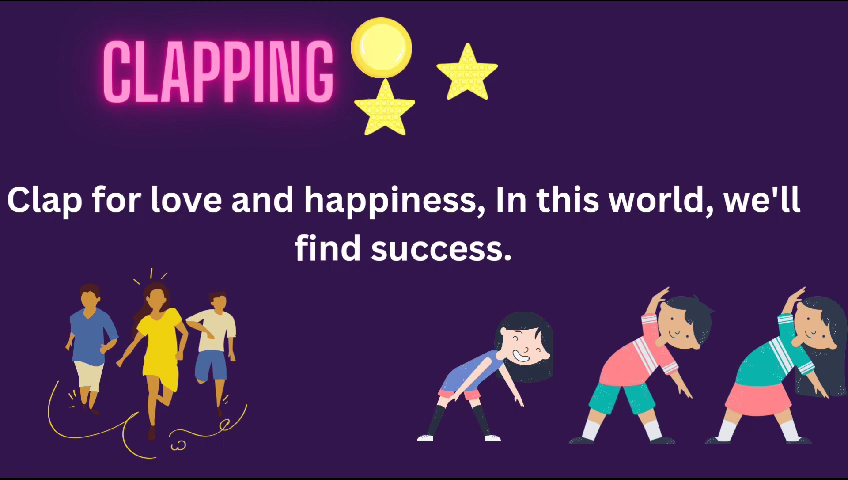 CLAPPING
Clap for love and happiness, In this world, we'll
find success.